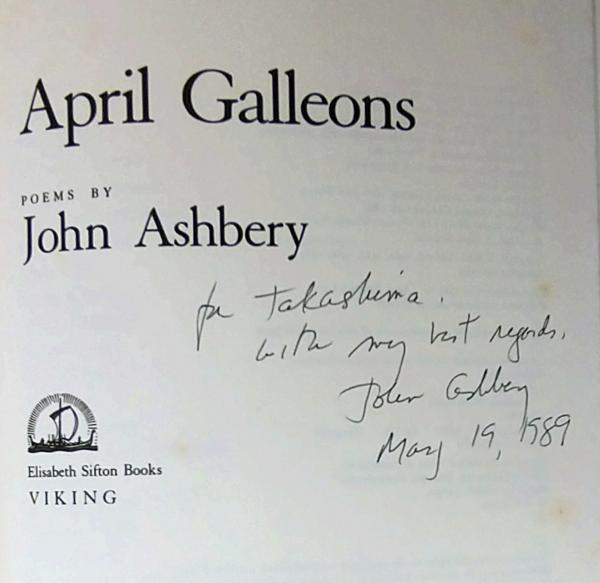 April Galleons
POEMS BY
John Ashbery
for Takashima.
with my best regards,
John Ashbery
May 19, 1989
Elisabeth Sifton Books
VIKING